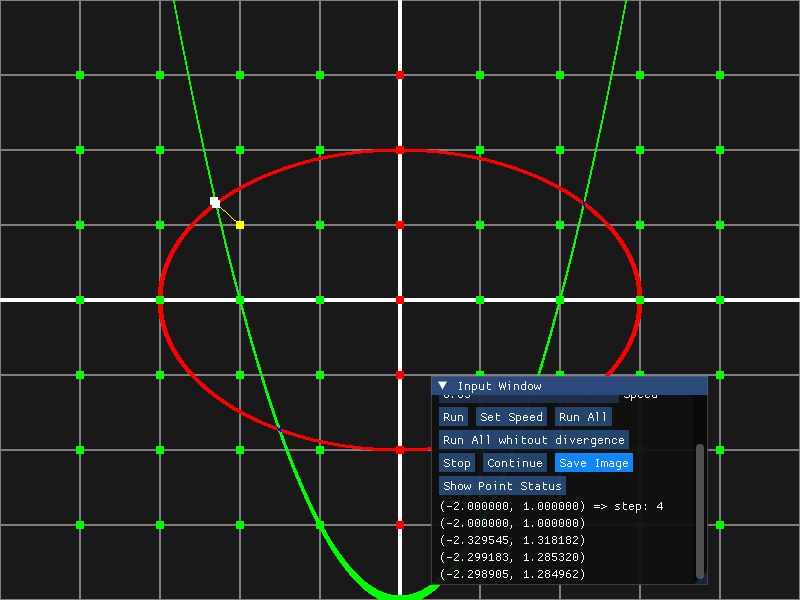 Input Window
Speed
Run Set Speed Run All
Run All whitout divergence
Stop Continue Save Image
Show Point Status
(-2.000000, 1.000000) => step: 4
(-2.000000, 1.000000)
(-2.329545, 1.318182)
(-2.299183, 1.285320)
(-2.298905, 1.284962)